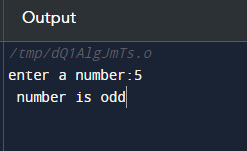 Output
/tmp/dQ1AlgJmTs.o
enter a number:5
number is odd